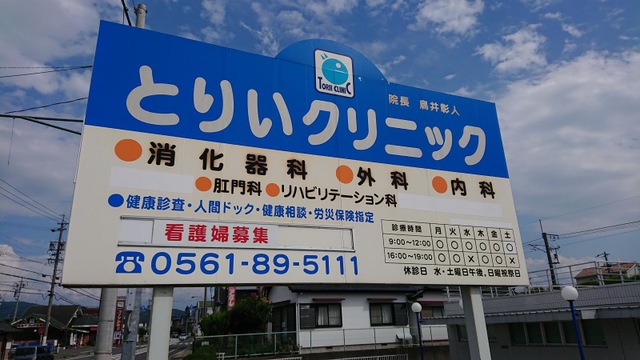 TORII CLINIC
院長 鳥井彰人
とりいクリニック
●消化器科 ●外科 ●内科
●肛門科●リハビリテーション科
●健康診査・人間ドック・健康相談・労災保険指定
看護婦募集
☎0561-89-5111
診療時間 月 火 水 木 金 土
9:00~12:00 ○ ○ ○ ○ ○ ○
16:00~19:00 ○ ○ × ○ ○ ×
休診日 水・土曜日午後、日曜祝祭日